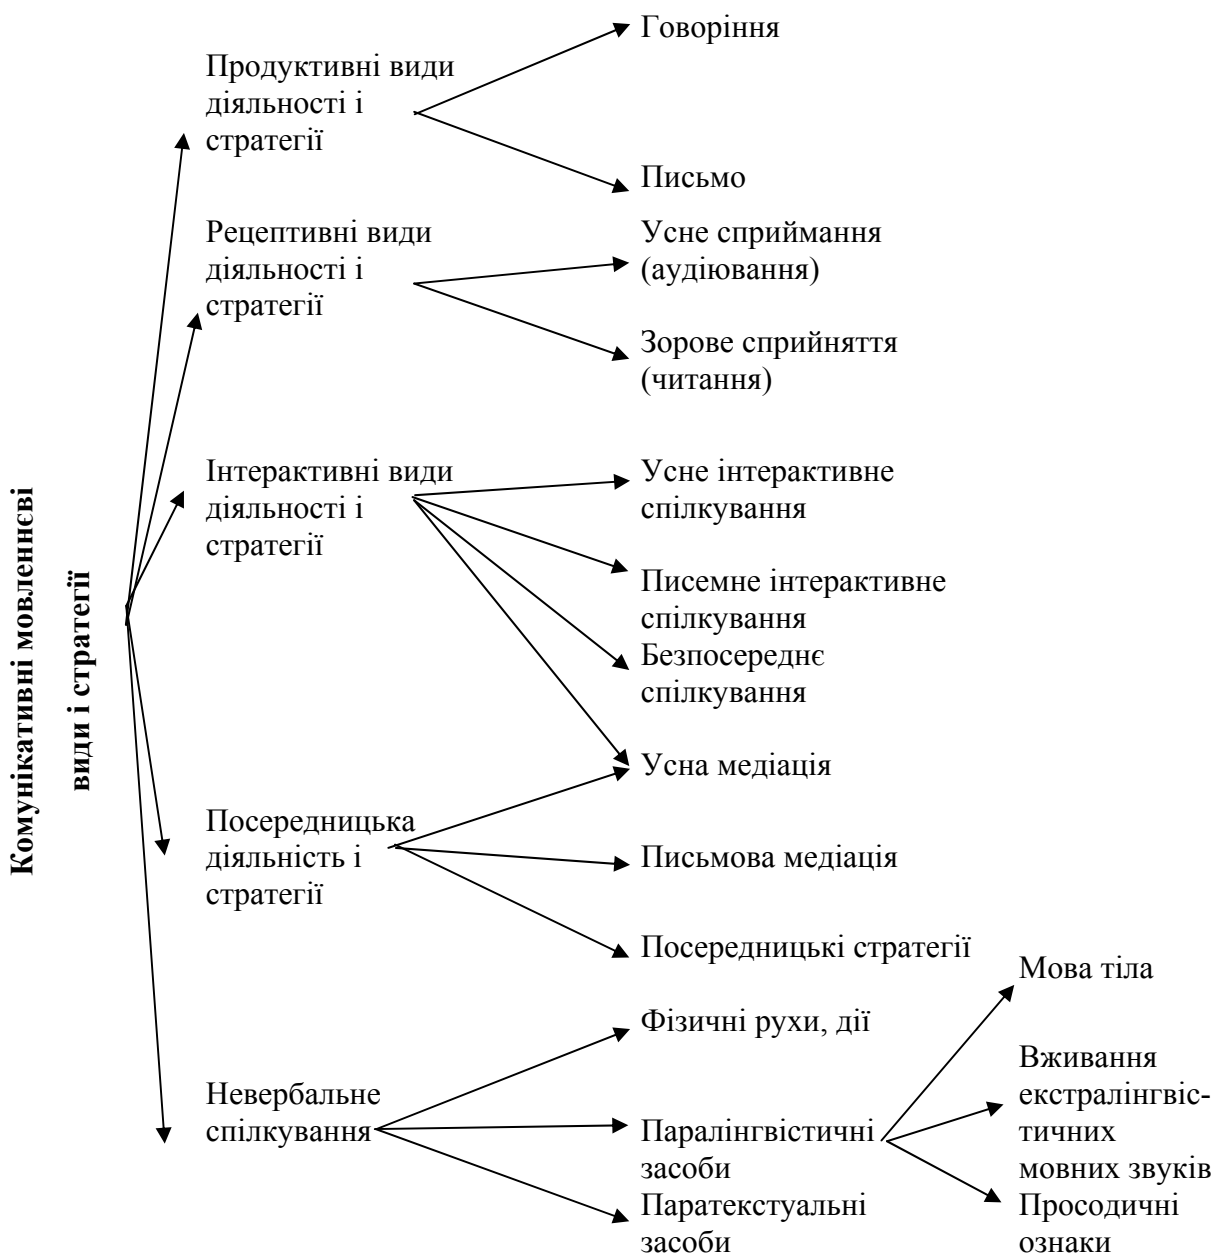 Комунікативні мовленнєві
види і стратегії
Продуктивні види
діяльності і
стратегії
Говоріння
Письмо
Рецептивні види
діяльності і
стратегії
Усне сприймання
(аудіювання)
Зорове сприйняття
(читання)
Інтерактивні види
діяльності і
стратегії
Усне інтерактивне
спілкування
Писемне інтерактивне
спілкування
Безпосереднє
спілкування
Посередницька
діяльність і
стратегії
Усна медіація
Письмова медіація
Посередницькі стратегії
Невербальне
спілкування
Фізичні рухи, дії
Паралінгвістичні
засоби
Паратекстуальні
засоби
Мова тіла
Вживання
екстралінгвіс-
тичних
мовних звуків
Просодичні
ознаки